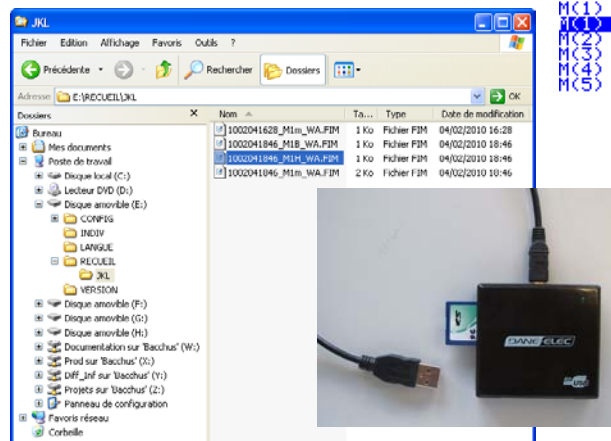 JKL
Fichier Edition Affichage Favoris Outils ?
Précédente Rechercher Dossiers
Adresse E:\RECUEIL\JKL OK
Dossiers X Nom Ta... Type Date de modification
Bureau
Mes documents
Poste de travail
Disque local (C:)
Lecteur DVD (D:)
Disque amovible (E:)
CONFIG
INDIV
LANGUE
RECUEIL
JKL
VERSION
Disque amovible (F:)
Disque amovible (G:)
Disque amovible (H:)
Documentation sur 'Bacchus' (W:)
Prod sur 'Bacchus' (X:)
Diff_Inf sur 'Bacchus' (Y:)
Projets sur 'Bacchus' (Z:)
Panneau de configuration
Favoris réseau
Corbeille
1002041628_M1m_WA.FIM 1 Ko Fichier FIM 04/02/2010 16:28
1002041846_M1B_WA.FIM 1 Ko Fichier FIM 04/02/2010 18:46
1002041846_M1H_WA.FIM 1 Ko Fichier FIM 04/02/2010 18:46
1002041846_M1m_WA.FIM 2 Ko Fichier FIM 04/02/2010 18:46
M(1)
M(1)
M(2)
M(3)
M(4)
M(5)
DANE ELEC